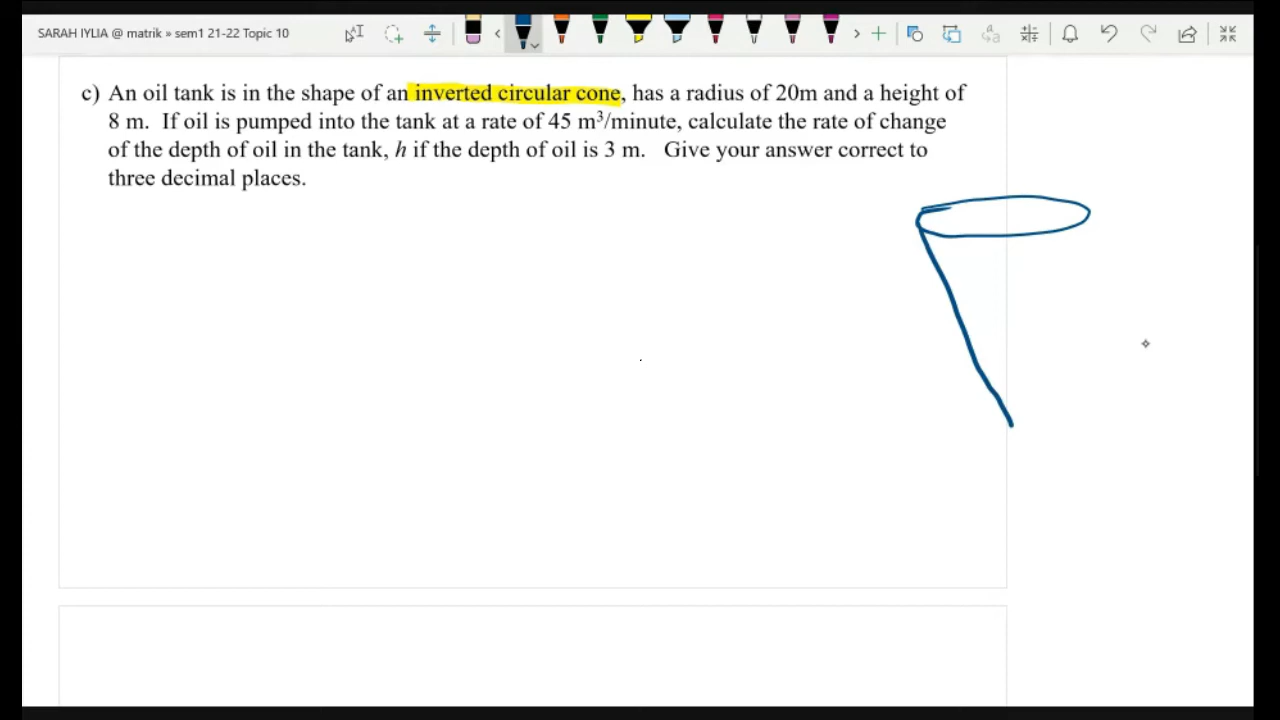 SARAH IYLIA @ matrik » sem1 21-22 Topic 10
c) An oil tank is in the shape of an inverted circular cone, has a radius of 20m and a height of
8 m. If oil is pumped into the tank at a rate of 45 m³/minute, calculate the rate of change
of the depth of oil in the tank, h if the depth of oil is 3 m. Give your answer correct to
three decimal places.